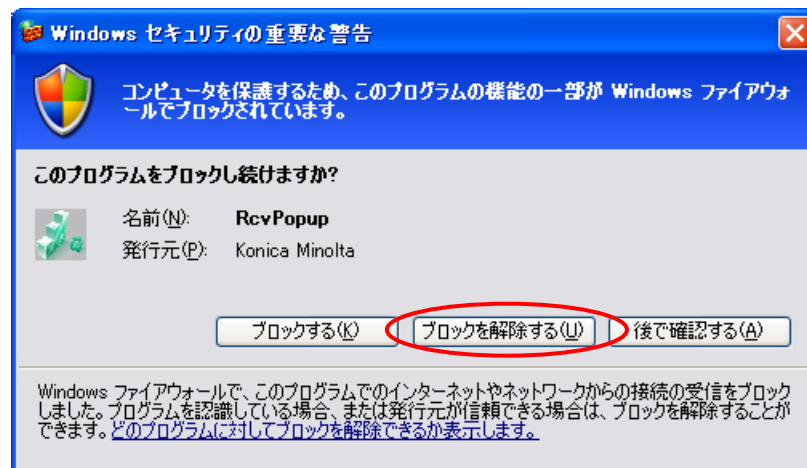 Windows セキュリティの重要な警告
コンピュータを保護するため、このプログラムの機能の一部が Windows ファイアウォ
ールでブロックされています。
このプログラムをブロックし続けますか?
名前(N): RcvPopup
発行元(P): Konica Minolta
ブロックする(K) ブロックを解除する(U) 後で確認する(A)
Windows ファイアウォールで、このプログラムでのインターネットやネットワークからの接続の受信をブロック
しました。プログラムを認識している場合、または発行元が信頼できる場合は、ブロックを解除することが
できます。どのプログラムに対してブロックを解除できるか表示します。